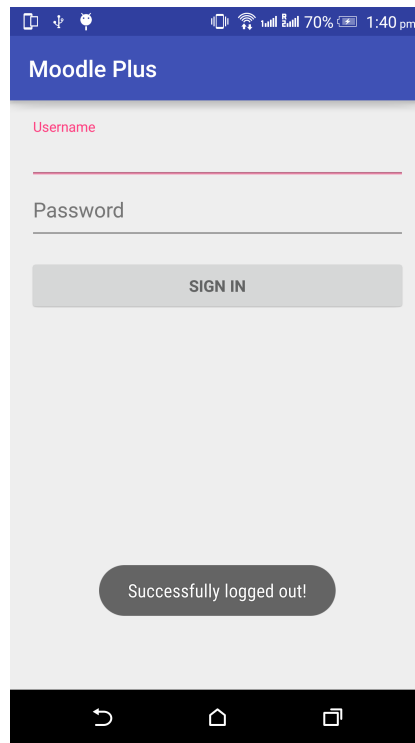 70% 1:40 pm
Moodle Plus
Username
Password
SIGN IN
Successfully logged out!